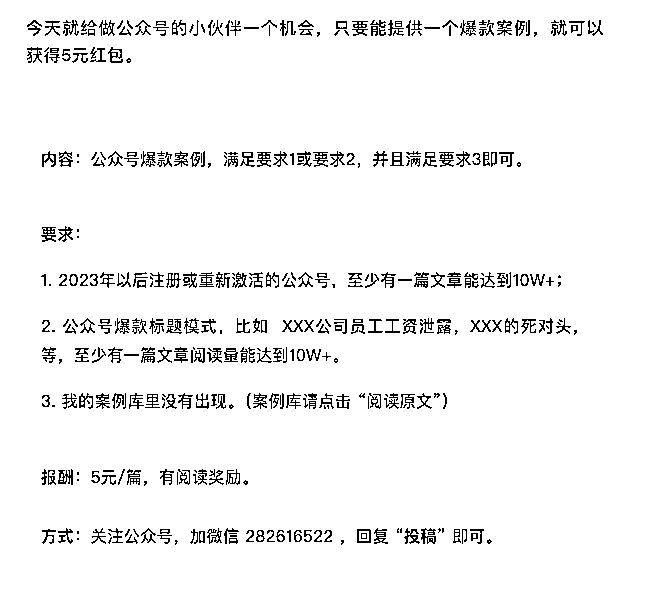 今天就给做公众号的小伙伴一个机会，只要能提供一个爆款案例，就可以
获得5元红包。
内容：公众号爆款案例，满足要求1或要求2，并且满足要求3即可。
要求：
1. 2023年以后注册或重新激活的公众号，至少有一篇文章能达到10W+；
2. 公众号爆款标题模式，比如 XXX公司员工工资泄露，XXX的死对头，
等，至少有一篇文章阅读量能达到10W+。
3. 我的案例库里没有出现。（案例库请点击“阅读原文”）
报酬：5元/篇，有阅读奖励。
方式：关注公众号，加微信 282616522 ，回复“投稿”即可。